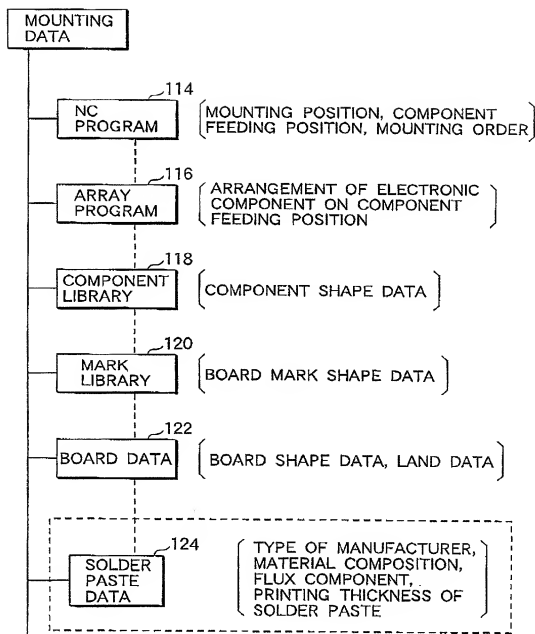 MOUNTING
DATA
114
NC
PROGRAM
MOUNTING POSITION, COMPONENT
FEEDING POSITION, MOUNTING ORDER
116
ARRAY
PROGRAM
ARRANGEMENT OF ELECTRONIC
COMPONENT ON COMPONENT
FEEDING POSITION
118
COMPONENT
LIBRARY
COMPONENT SHAPE DATA
120
MARK
LIBRARY
BOARD MARK SHAPE DATA
122
BOARD DATA
BOARD SHAPE DATA, LAND DATA
124
SOLDER
PASTE
DATA
TYPE OF MANUFACTURER,
MATERIAL COMPOSITION,
FLUX COMPONENT,
PRINTING THICKNESS OF
SOLDER PASTE